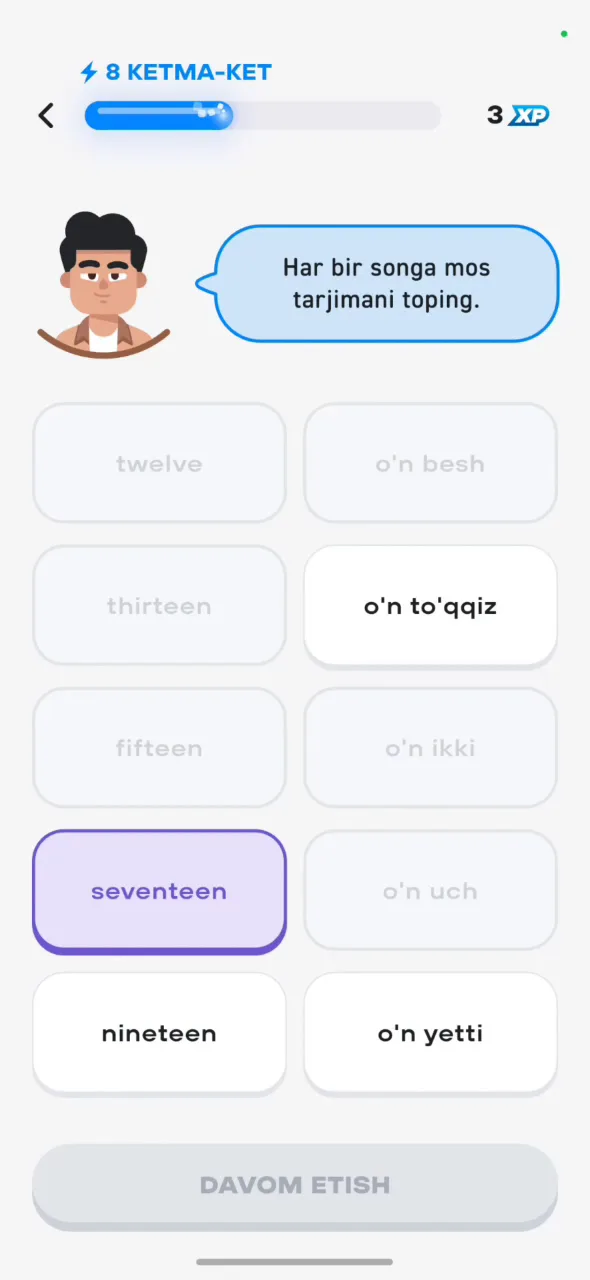 8 KETMA-KET
3 XP
Har bir songa mos
tarjimani toping.
twelve
o'n besh
thirteen
o'n to'qqiz
fifteen
o'n ikki
seventeen
o'n uch
nineteen
o'n yetti
DAVOM ETISH